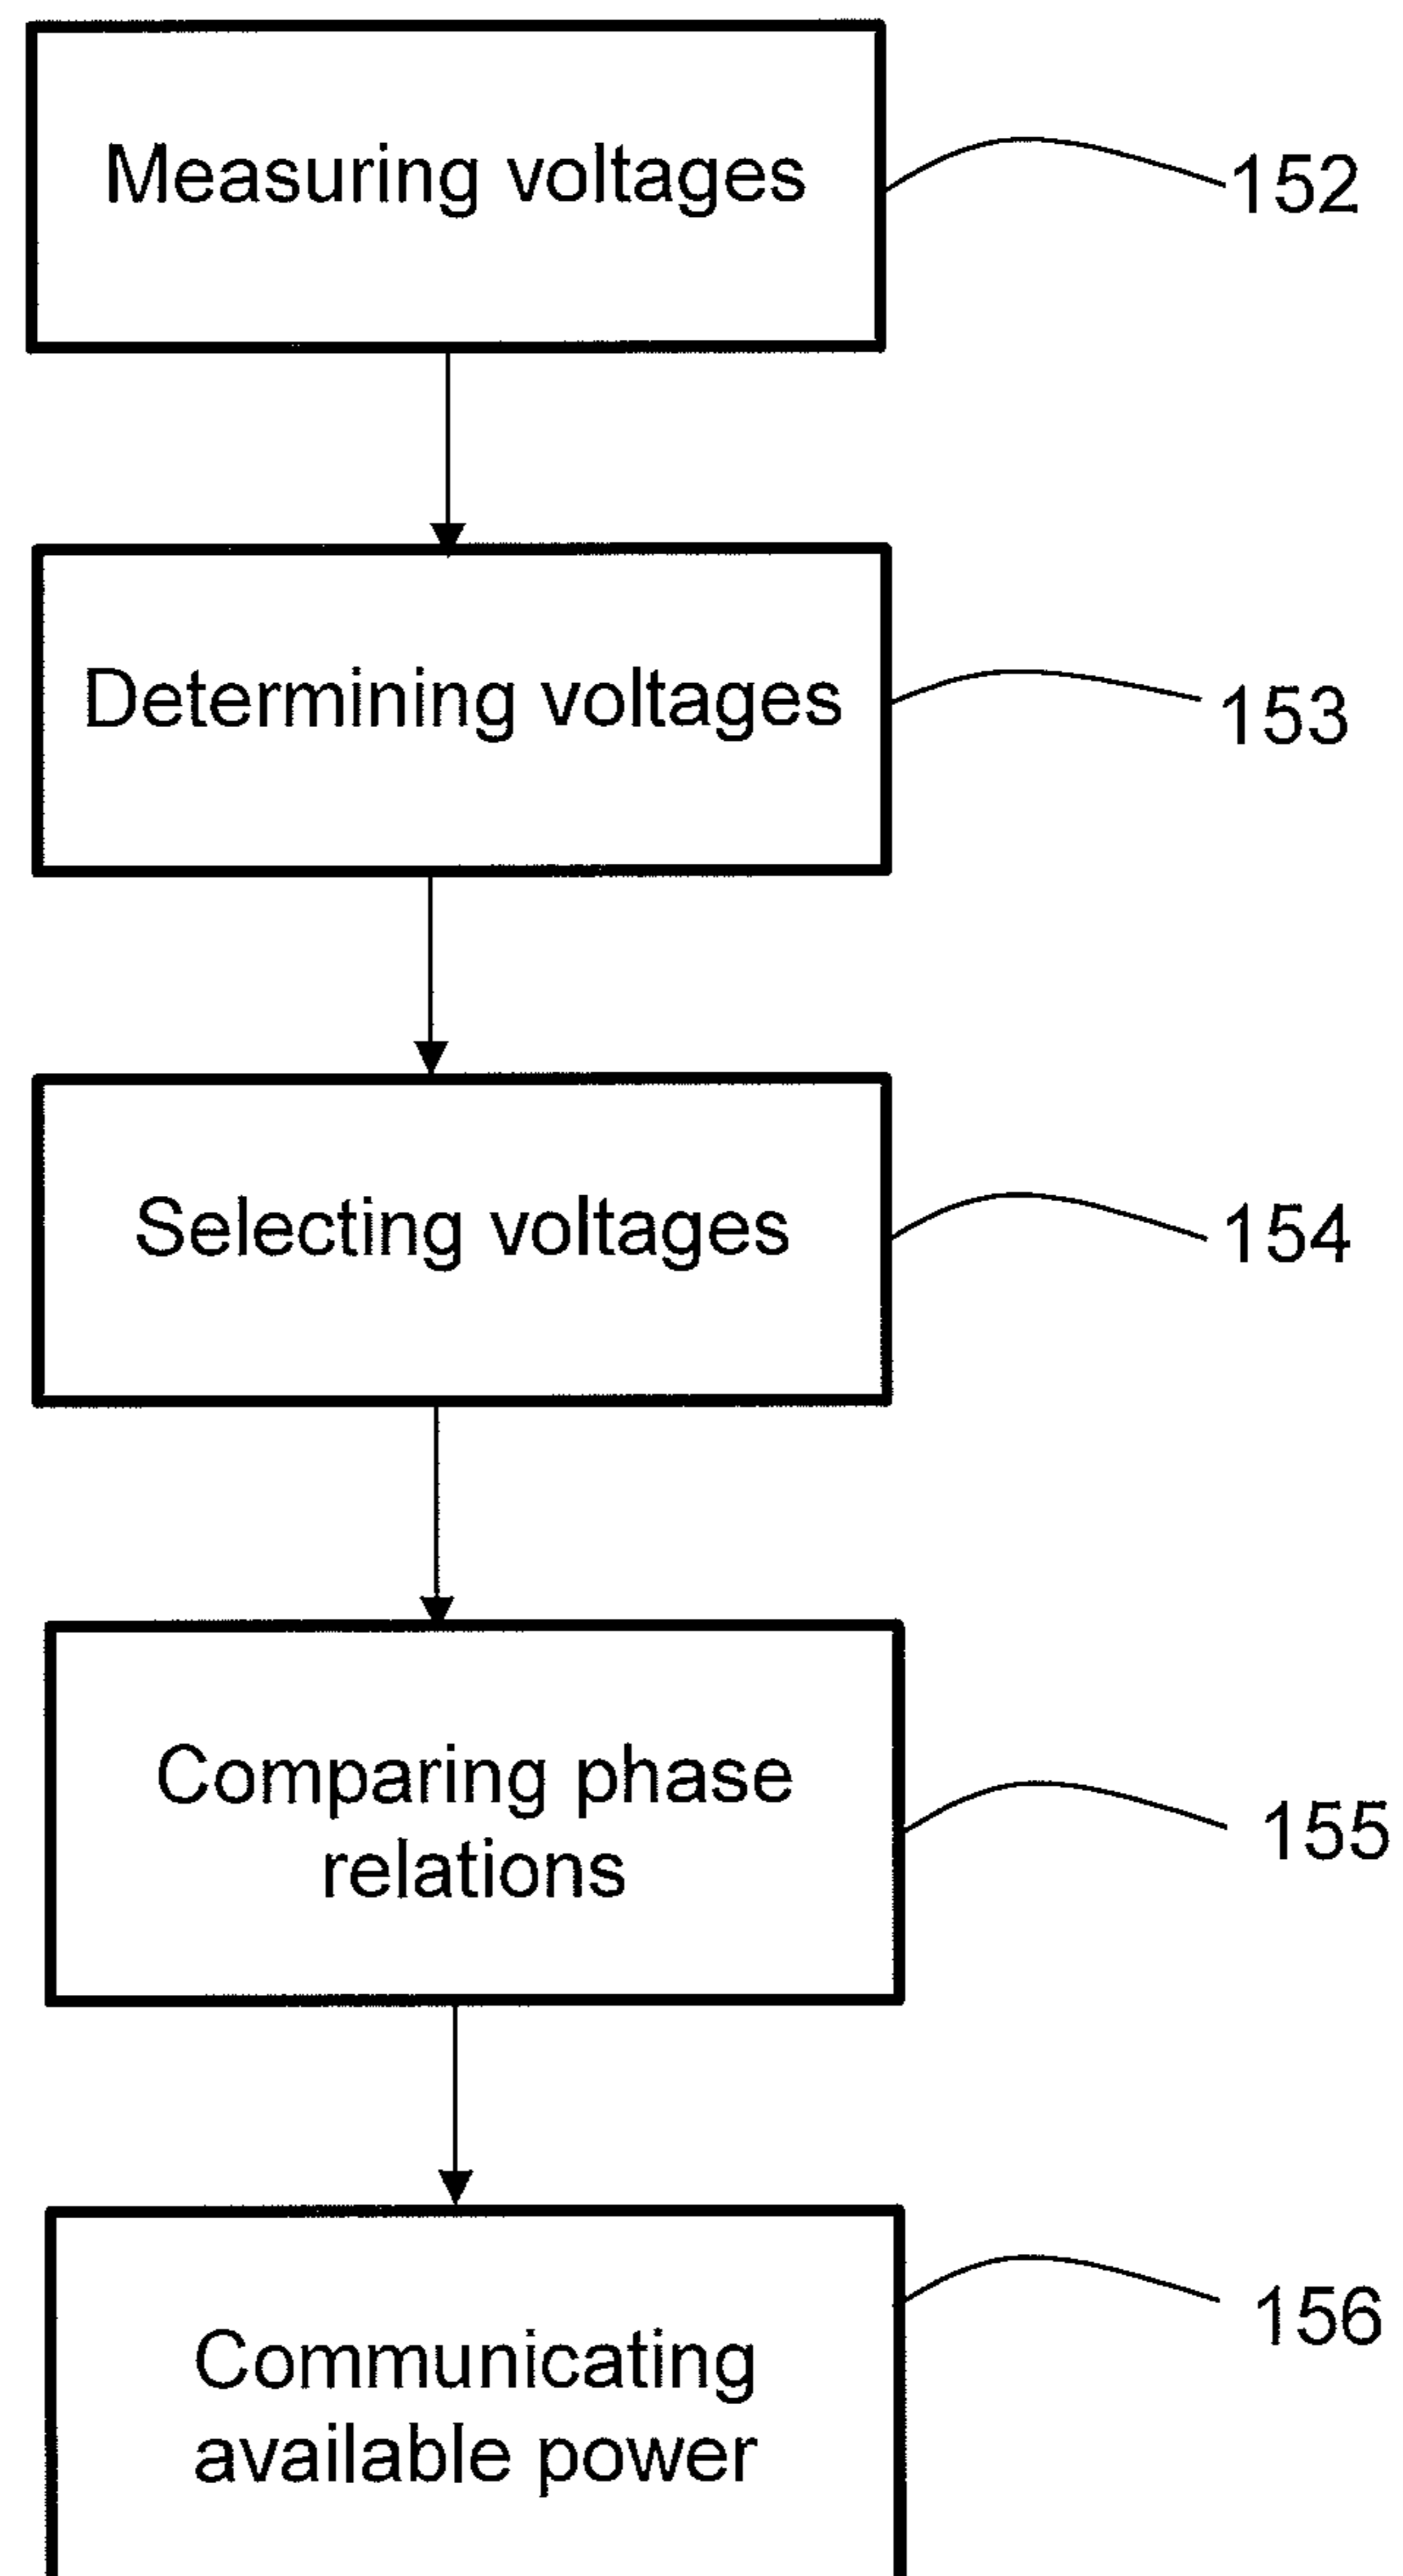 Measuring voltages
152
Determining voltages
153
Selecting voltages
154
Comparing phase
relations
155
Communicating
available power
156